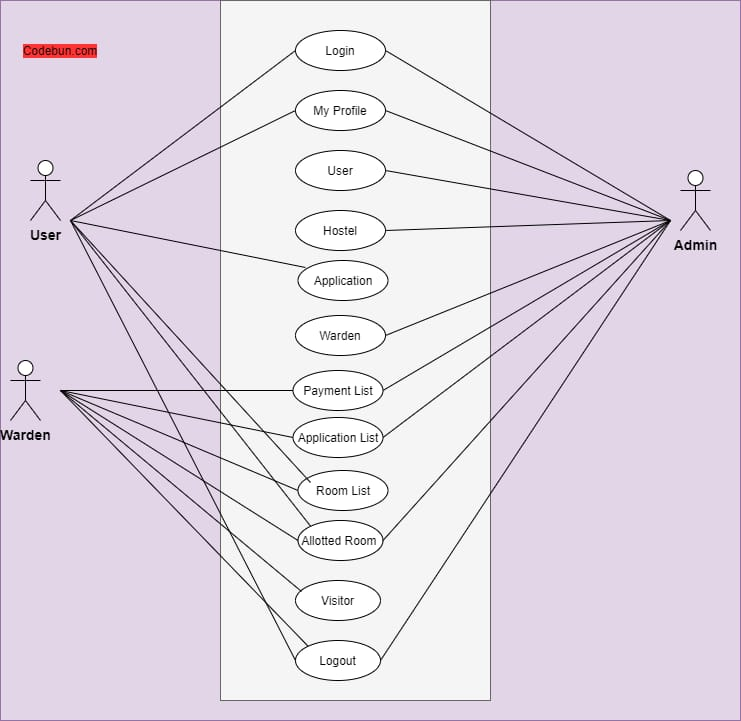 Codebun.com
Login
My Profile
User
Hostel
Application
Warden
Payment List
Application List
Room List
Allotted Room
Visitor
Logout
User
Warden
Admin